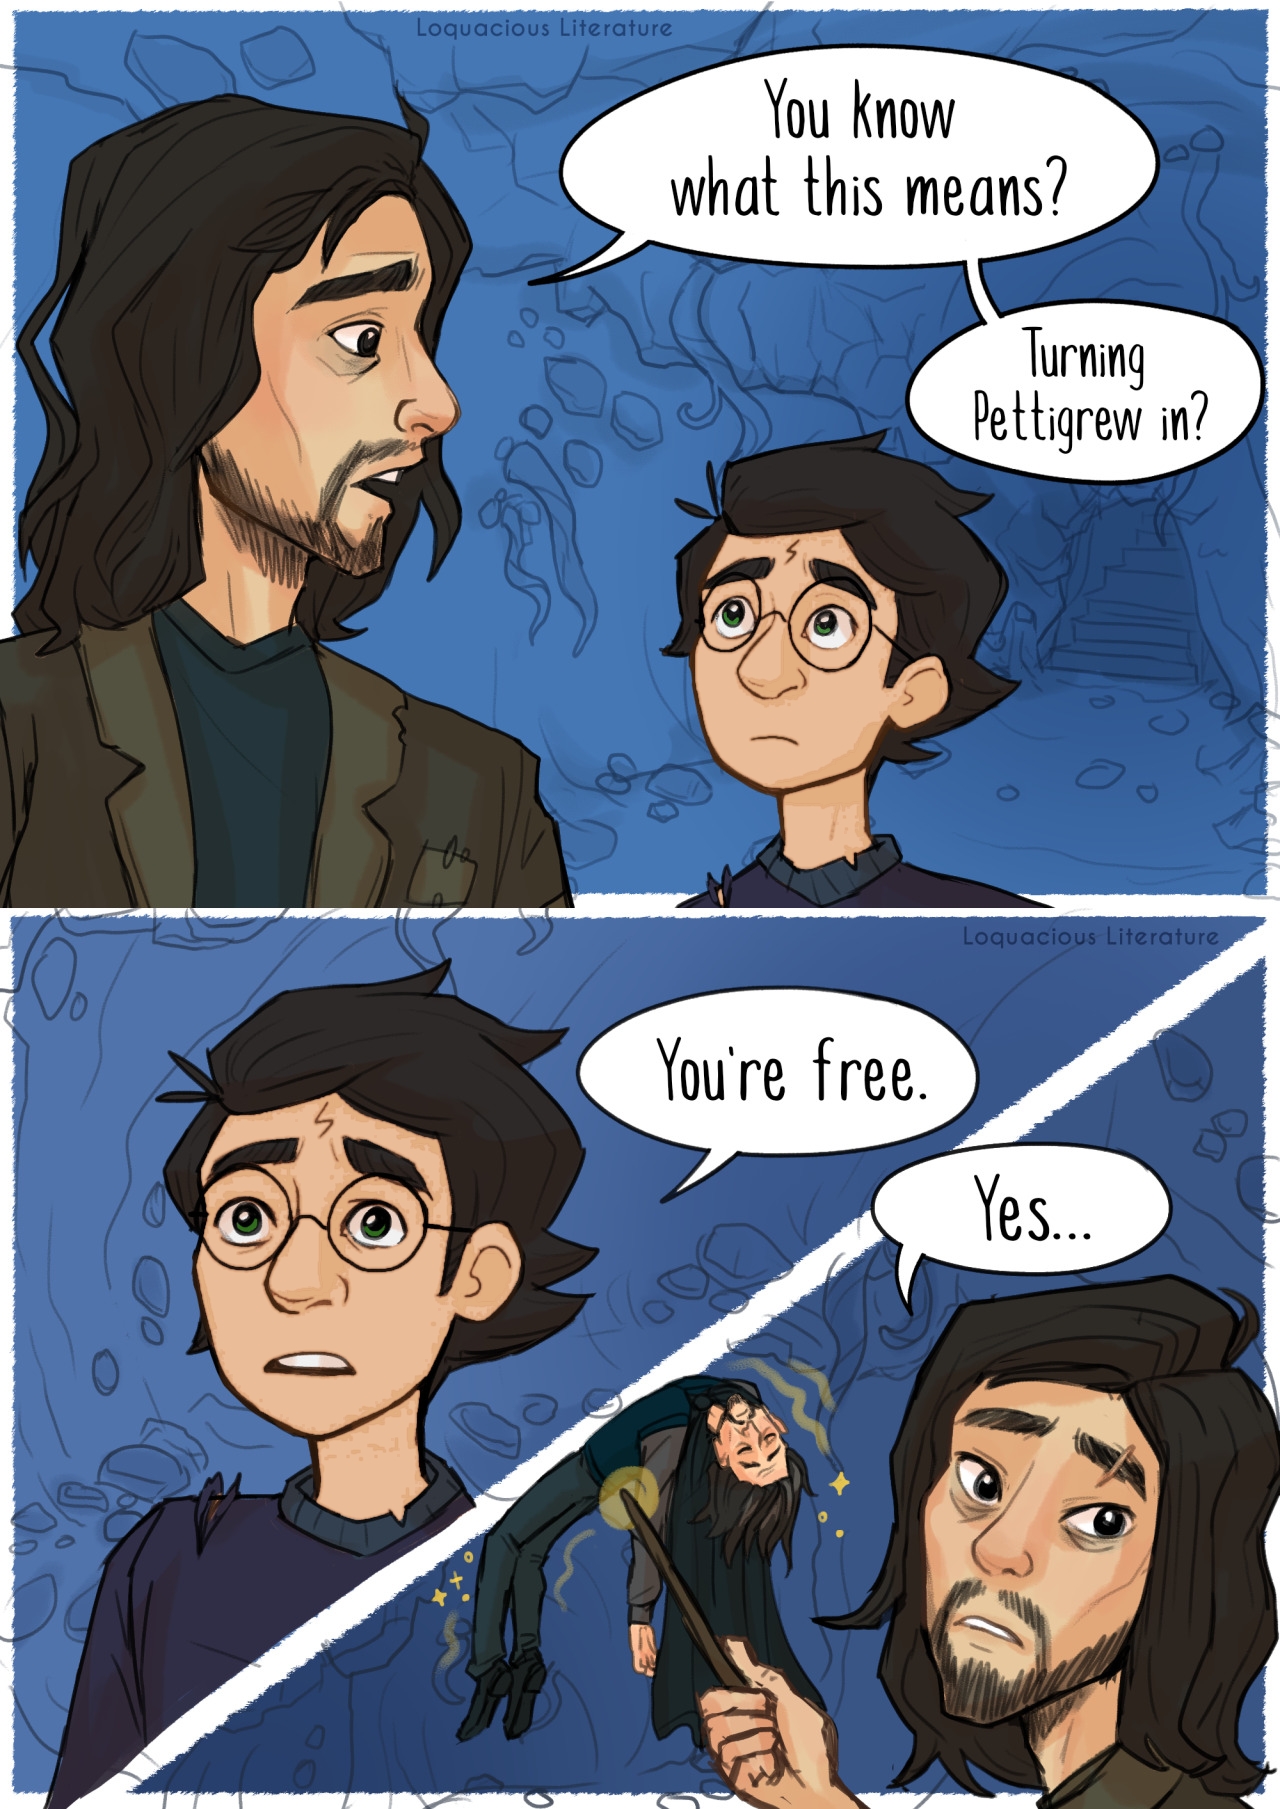 Loquacious Literature
You know
what this means?
Turning
Pettigrew in?
Loquacious Literature
You're free.
Yes...